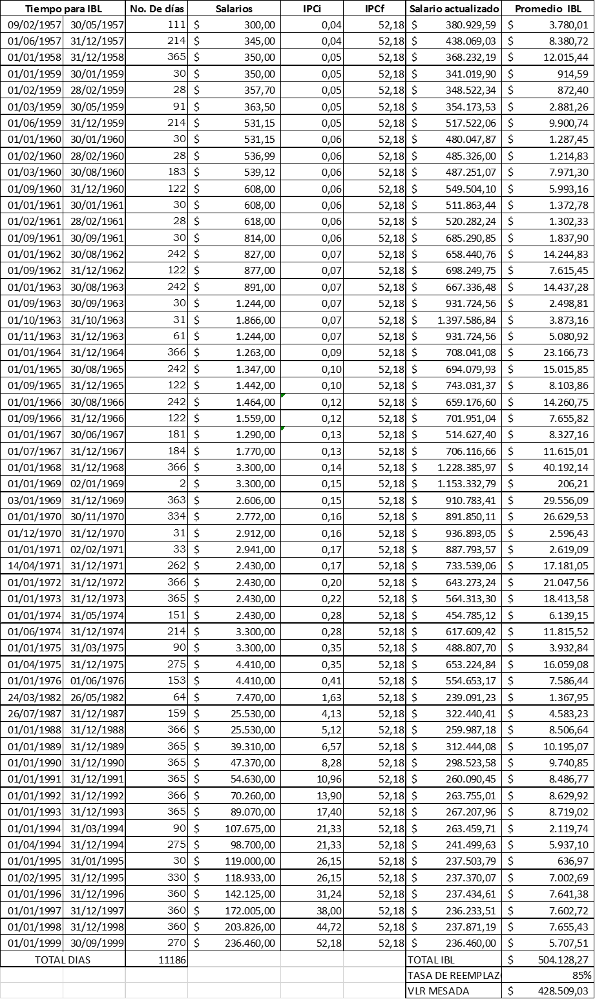 Tiempo para IBL No. De días Salarios IPCi IPCf Salario actualizado Promedio IBL
09/02/1957 30/05/1957 111 $ 300,00 0,04 52,18 $ 380.929,59 $ 3.780,01
01/06/1957 31/12/1957 214 $ 345,00 0,04 52,18 $ 438.069,03 $ 8.380,72
01/01/1958 31/12/1958 365 $ 350,00 0,05 52,18 $ 368.232,19 $ 12.015,44
01/01/1959 30/01/1959 30 $ 350,00 0,05 52,18 $ 341.019,90 $ 914,59
01/02/1959 28/02/1959 28 $ 357,70 0,05 52,18 $ 348.522,34 $ 872,40
01/03/1959 30/05/1959 91 $ 363,50 0,05 52,18 $ 354.173,53 $ 2.881,26
01/06/1959 31/12/1959 214 $ 531,15 0,05 52,18 $ 517.522,06 $ 9.900,74
01/01/1960 30/01/1960 30 $ 531,15 0,06 52,18 $ 480.047,87 $ 1.287,45
01/02/1960 28/02/1960 28 $ 536,99 0,06 52,18 $ 485.326,00 $ 1.214,83
01/03/1960 30/08/1960 183 $ 539,12 0,06 52,18 $ 487.251,07 $ 7.971,30
01/09/1960 31/12/1960 122 $ 608,00 0,06 52,18 $ 549.504,10 $ 5.993,16
01/01/1961 30/01/1961 30 $ 608,00 0,06 52,18 $ 511.863,44 $ 1.372,78
01/02/1961 28/02/1961 28 $ 618,00 0,06 52,18 $ 520.282,24 $ 1.302,33
01/09/1961 30/09/1961 30 $ 814,00 0,06 52,18 $ 685.290,85 $ 1.837,90
01/01/1962 30/08/1962 242 $ 827,00 0,07 52,18 $ 658.440,76 $ 14.244,83
01/09/1962 31/12/1962 122 $ 877,00 0,07 52,18 $ 698.249,75 $ 7.615,45
01/01/1963 30/08/1963 242 $ 891,00 0,07 52,18 $ 667.336,48 $ 14.437,28
01/09/1963 30/09/1963 30 $ 1.244,00 0,07 52,18 $ 931.724,56 $ 2.498,81
01/10/1963 31/10/1963 31 $ 1.866,00 0,07 52,18 $ 1.397.586,84 $ 3.873,16
01/11/1963 31/12/1963 61 $ 1.244,00 0,07 52,18 $ 931.724,56 $ 5.080,92
01/01/1964 31/12/1964 366 $ 1.263,00 0,09 52,18 $ 708.041,08 $ 23.166,73
01/01/1965 30/08/1965 242 $ 1.347,00 0,10 52,18 $ 694.079,93 $ 15.015,85
01/09/1965 31/12/1965 122 $ 1.442,00 0,10 52,18 $ 743.031,37 $ 8.103,86
01/01/1966 30/08/1966 242 $ 1.464,00 0,12 52,18 $ 659.176,60 $ 14.260,75
01/09/1966 31/12/1966 122 $ 1.559,00 0,12 52,18 $ 701.951,04 $ 7.655,82
01/01/1967 30/06/1967 181 $ 1.290,00 0,13 52,18 $ 514.627,40 $ 8.327,16
01/07/1967 31/12/1967 184 $ 1.770,00 0,13 52,18 $ 706.116,66 $ 11.615,01
01/01/1968 31/12/1968 366 $ 3.300,00 0,14 52,18 $ 1.228.385,97 $ 40.192,14
01/01/1969 02/01/1969 2 $ 3.300,00 0,15 52,18 $ 1.153.332,79 $ 206,21
03/01/1969 31/12/1969 363 $ 2.606,00 0,15 52,18 $ 910.783,41 $ 29.556,09
01/01/1970 30/11/1970 334 $ 2.772,00 0,16 52,18 $ 891.850,11 $ 26.629,53
01/12/1970 31/12/1970 31 $ 2.912,00 0,16 52,18 $ 936.893,05 $ 2.596,43
01/01/1971 02/02/1971 33 $ 2.941,00 0,17 52,18 $ 887.793,57 $ 2.619,09
14/04/1971 31/12/1971 262 $ 2.430,00 0,17 52,18 $ 733.539,06 $ 17.181,05
01/01/1972 31/12/1972 366 $ 2.430,00 0,20 52,18 $ 643.273,24 $ 21.047,56
01/01/1973 31/12/1973 365 $ 2.430,00 0,22 52,18 $ 564.313,30 $ 18.413,58
01/01/1974 31/05/1974 151 $ 2.430,00 0,28 52,18 $ 454.785,12 $ 6.139,15
01/06/1974 31/12/1974 214 $ 3.300,00 0,28 52,18 $ 617.609,42 $ 11.815,52
01/01/1975 31/03/1975 90 $ 3.300,00 0,35 52,18 $ 488.807,70 $ 3.932,84
01/04/1975 31/12/1975 275 $ 4.410,00 0,35 52,18 $ 653.224,84 $ 16.059,08
01/01/1976 01/06/1976 153 $ 4.410,00 0,41 52,18 $ 554.653,17 $ 7.586,44
24/03/1982 26/05/1982 64 $ 7.470,00 1,63 52,18 $ 239.091,23 $ 1.367,95
26/07/1987 31/12/1987 159 $ 25.530,00 4,13 52,18 $ 322.440,41 $ 4.583,23
01/01/1988 31/12/1988 366 $ 25.530,00 5,12 52,18 $ 259.987,18 $ 8.506,64
01/01/1989 31/12/1989 365 $ 39.310,00 6,57 52,18 $ 312.444,08 $ 10.195,07
01/01/1990 31/12/1990 365 $ 47.370,00 8,28 52,18 $ 298.523,58 $ 9.740,85
01/01/1991 31/12/1991 365 $ 54.630,00 10,96 52,18 $ 260.090,45 $ 8.486,77
01/01/1992 31/12/1992 366 $ 70.260,00 13,90 52,18 $ 263.755,01 $ 8.629,92
01/01/1993 31/12/1993 365 $ 89.070,00 17,40 52,18 $ 267.207,96 $ 8.719,02
01/01/1994 31/03/1994 90 $ 107.675,00 21,33 52,18 $ 263.459,71 $ 2.119,74
01/04/1994 31/12/1994 275 $ 98.700,00 21,33 52,18 $ 241.499,63 $ 5.937,10
01/01/1995 31/01/1995 30 $ 119.000,00 26,15 52,18 $ 237.503,79 $ 636,97
01/02/1995 31/12/1995 330 $ 118.933,00 26,15 52,18 $ 237.370,07 $ 7.002,69
01/01/1996 31/12/1996 360 $ 142.125,00 31,24 52,18 $ 237.434,61 $ 7.641,38
01/01/1997 31/12/1997 360 $ 172.005,00 38,00 52,18 $ 236.233,51 $ 7.602,72
01/01/1998 31/12/1998 360 $ 203.826,00 44,72 52,18 $ 237.871,19 $ 7.655,43
01/01/1999 30/09/1999 270 $ 236.460,00 52,18 52,18 $ 236.460,00 $ 5.707,51
TOTAL DIAS 11186 TOTAL IBL $ 504.128,27
TASA DE REEMPLAZ 85%
VLR MESADA $ 428.509,03